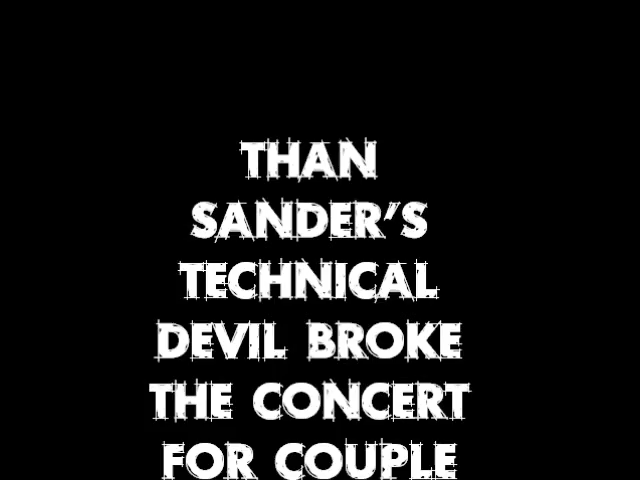 THAN
SANDER’S
TECHNICAL
DEVIL BROKE
THE CONCERT
FOR COUPLE